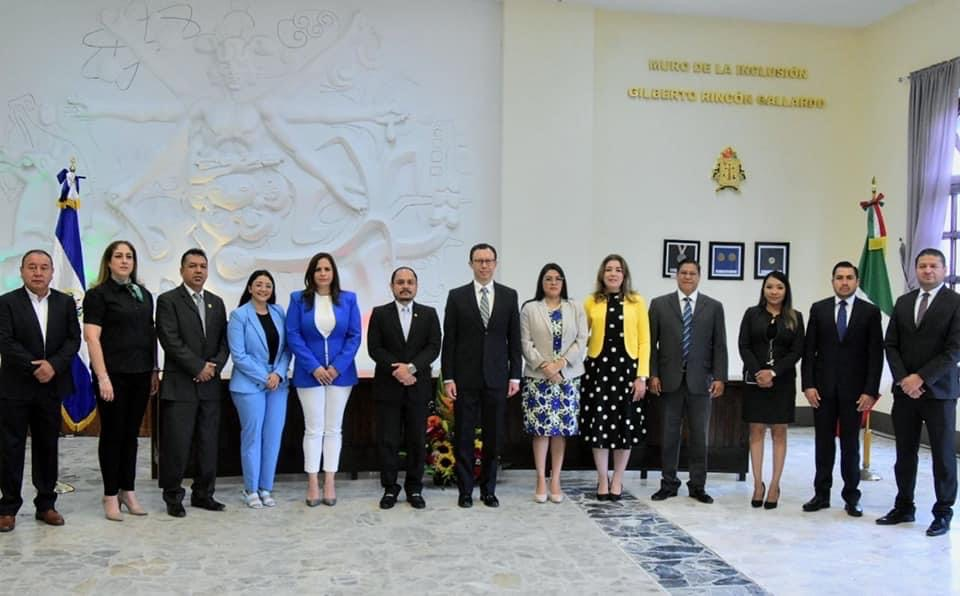 MURO DE LA INCLUSIÓN
GILBERTO RINCÓN GALLARDO